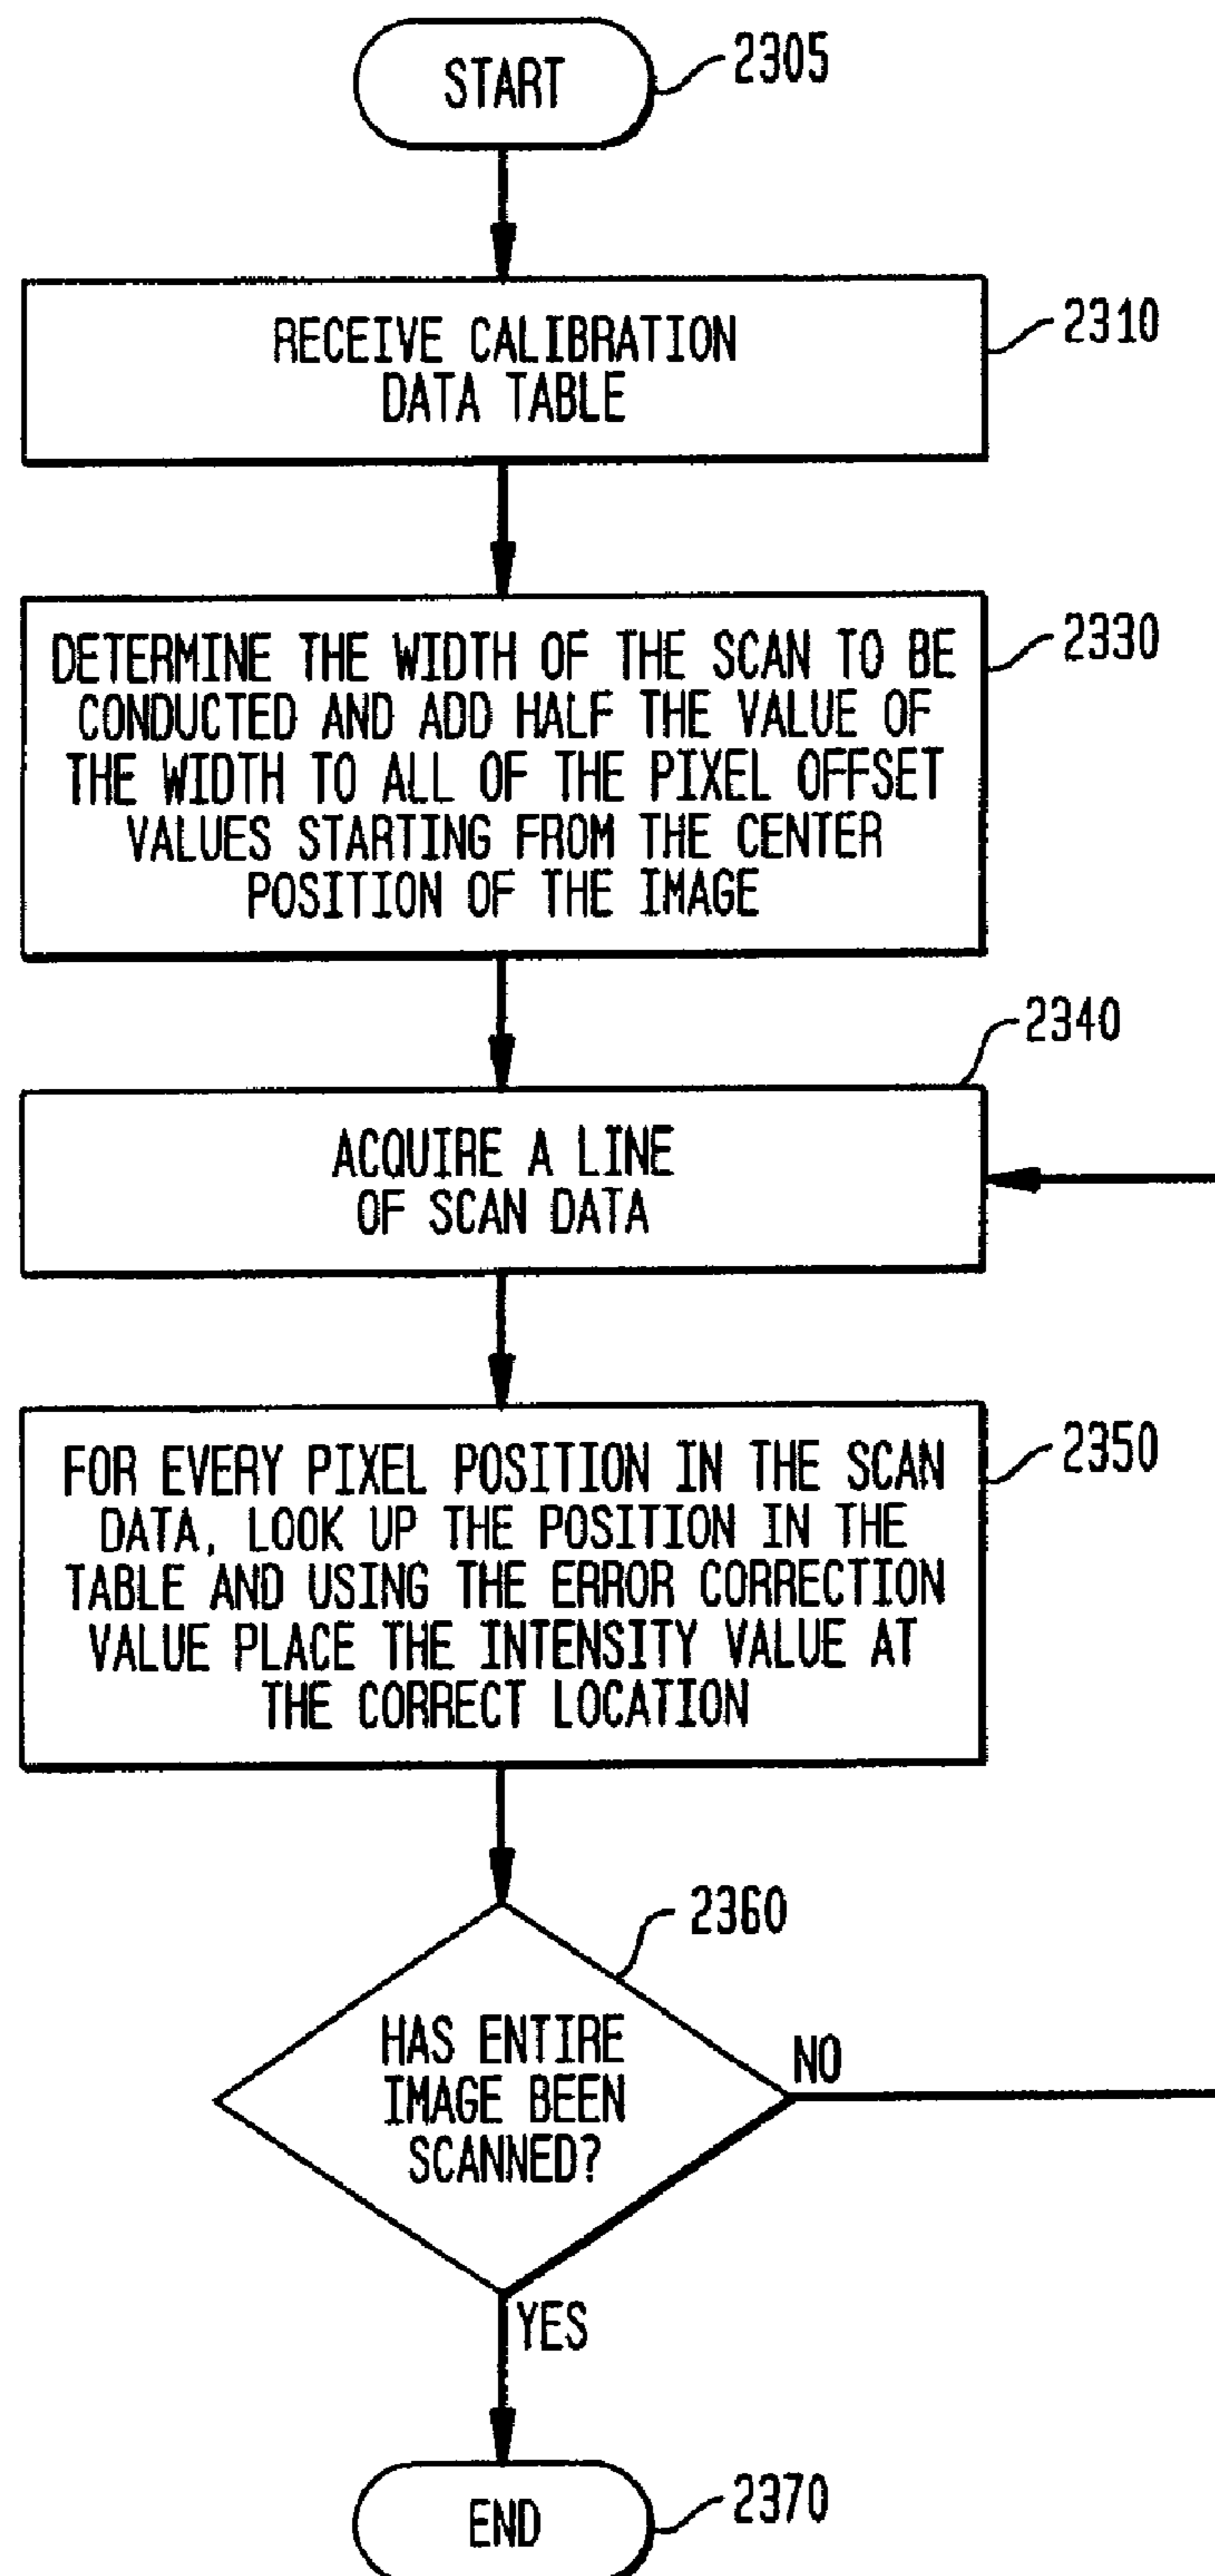 START
2305
RECEIVE CALIBRATION
DATA TABLE
2310
DETERMINE THE WIDTH OF THE SCAN TO BE
CONDUCTED AND ADD HALF THE VALUE OF
THE WIDTH TO ALL OF THE PIXEL OFFSET
VALUES STARTING FROM THE CENTER
POSITION OF THE IMAGE
2330
2340
ACQUIRE A LINE
OF SCAN DATA
FOR EVERY PIXEL POSITION IN THE SCAN
DATA, LOOK UP THE POSITION IN THE
TABLE AND USING THE ERROR CORRECTION
VALUE PLACE THE INTENSITY VALUE AT
THE CORRECT LOCATION
2350
2360
HAS ENTIRE
IMAGE BEEN
SCANNED?
NO
YES
END
2370